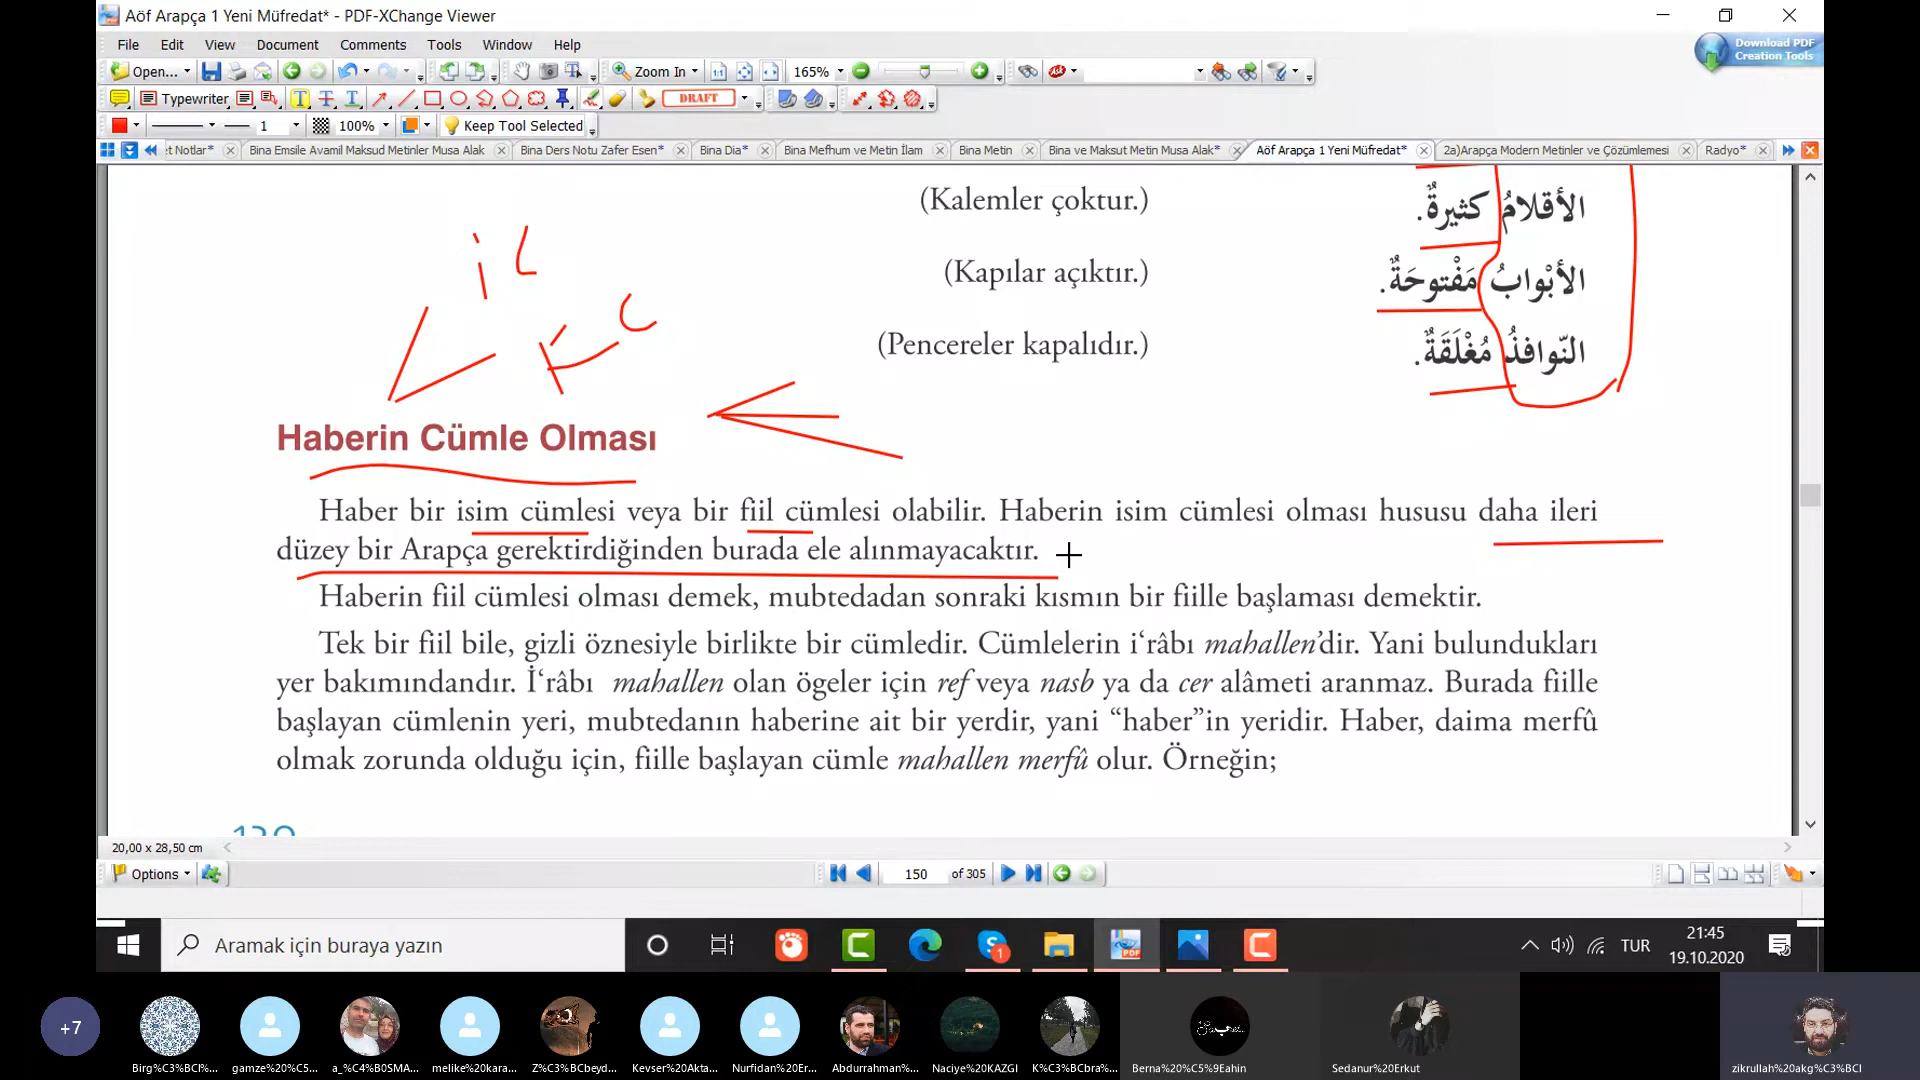 Aöf Arapça 1 Yeni Müfredat* - PDF-XChange Viewer
File Edit View Document Comments Tools Window Help
Download PDF
Creation Tools
Open... Zoom In 165%
Typewriter DRAFT
1 100% Keep Tool Selected
t Notlar* Bina Emsile Avamil Maksud Metinler Musa Alak Bina Ders Notu Zafer Esen* Bina Dia* Bina Mefhum ve Metin İlam Bina Metin Bina ve Maksut Metin Musa Alak* Aöf Arapça 1 Yeni Müfredat* 2a)Arapça Modern Metinler ve Çözümlemesi Radyo*
(Kalemler çoktur.) الأقلامُ كثيرةٌ.
(Kapılar açıktır.) الأبْوابُ مَفْتوحَةٌ.
(Pencereler kapalıdır.) النّوافذُ مُغْلَقَةٌ.
Haberin Cümle Olması
Haber bir isim cümlesi veya bir fiil cümlesi olabilir. Haberin isim cümlesi olması hususu daha ileri
düzey bir Arapça gerektirdiğinden burada ele alınmayacaktır.
Haberin fiil cümlesi olması demek, mubtedadan sonraki kısmın bir fiille başlaması demektir.
Tek bir fiil bile, gizli öznesiyle birlikte bir cümledir. Cümlelerin i‘râbı mahallen’dir. Yani bulundukları
yer bakımındandır. İ‘râbı mahallen olan ögeler için ref veya nasb ya da cer alâmeti aranmaz. Burada fiille
başlayan cümlenin yeri, mubtedanın haberine ait bir yerdir, yani “haber”in yeridir. Haber, daima merfû
olmak zorunda olduğu için, fiille başlayan cümle mahallen merfû olur. Örneğin;
20,00 x 28,50 cm
Options 150 of 305
Aramak için buraya yazın
1
TUR
21:45
19.10.2020
+7
Birg%C3%BCl%... gamze%20%C5... a_%C4%B0SMA... melike%20kara... Z%C3%BCbeyd... Kevser%20Akta... Nurfidan%20Er... Abdurrahman%... Naciye%20KAZGI K%C3%BCbra%... Berna%20%C5%9Eahin Sedanur%20Erkut zikrullah%20akg%C3%BCl